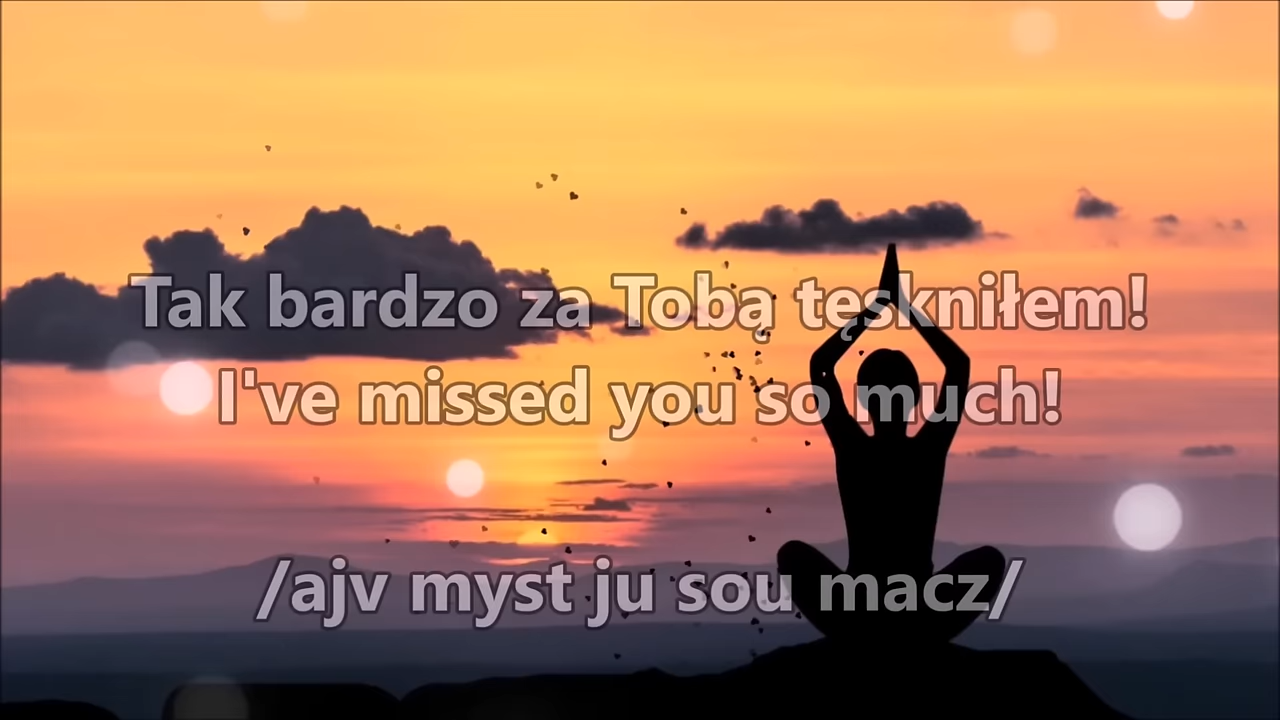 Tak bardzo za Tobą tęskniłem!
I've missed you so much!
/ajv myst ju sou macz/